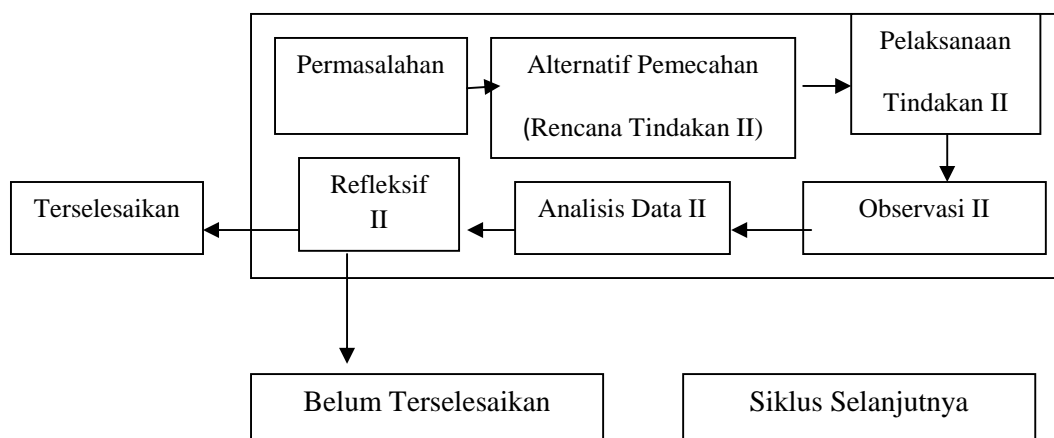 Permasalahan
Alternatif Pemecahan
(Rencana Tindakan II)
Pelaksanaan
Tindakan II
Terselesaikan
Refleksif
II
Analisis Data II
Observasi II
Belum Terselesaikan
Siklus Selanjutnya